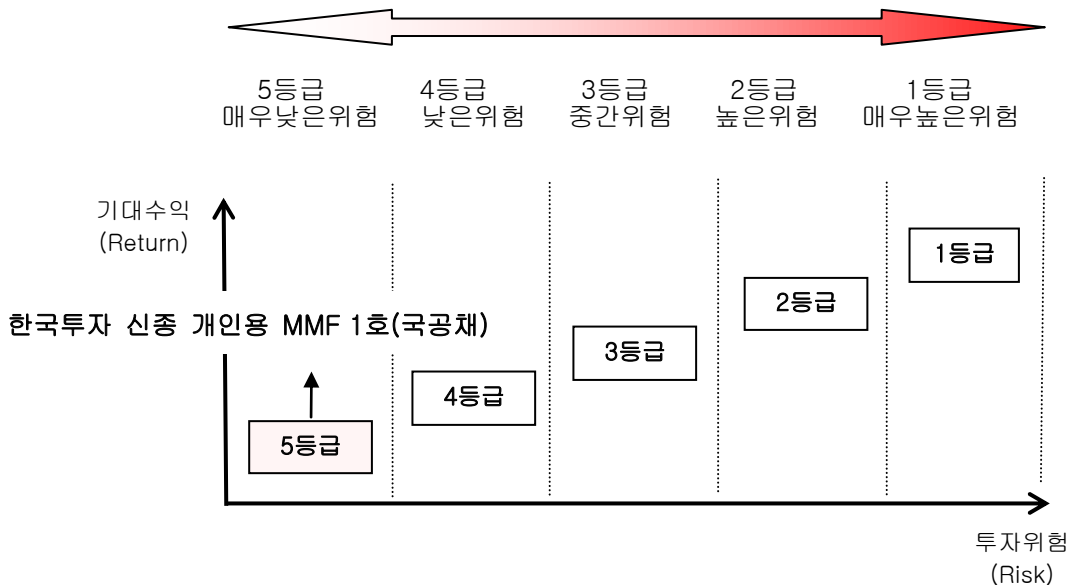 5등급 4등급 3등급 2등급 1등급
매우낮은위험 낮은위험 중간위험 높은위험 매우높은위험
기대수익
(Return)
1등급
2등급
한국투자 신종 개인용 MMF 1호(국공채)
3등급
4등급
5등급
투자위험
(Risk)